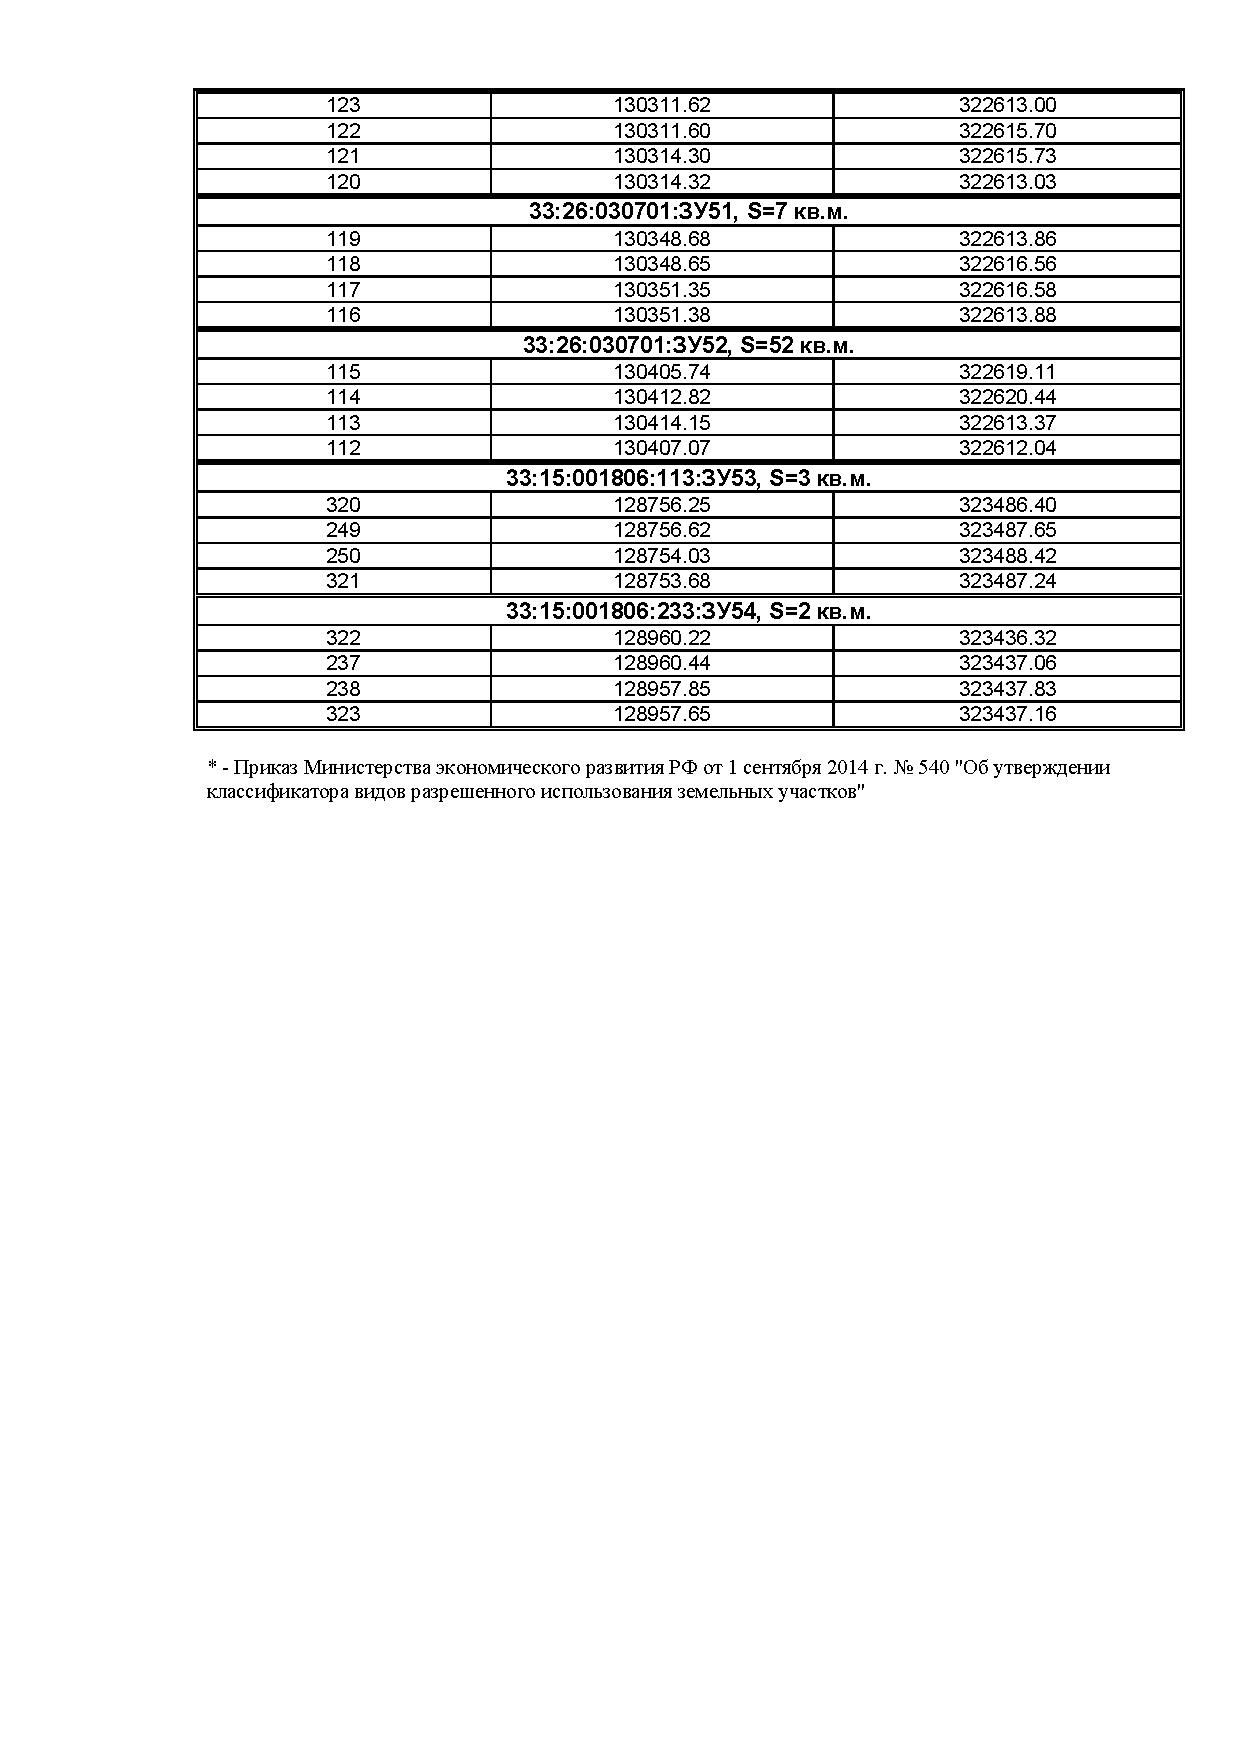 123 130311.62 322613.00
122 130311.60 322615.70
121 130314.30 322615.73
120 130314.32 322613.03
33:26:030701:ЗУ51, S=7 кв.м.
119 130348.68 322613.86
118 130348.65 322616.56
117 130351.35 322616.58
116 130351.38 322613.88
33:26:030701:ЗУ52, S=52 кв.м.
115 130405.74 322619.11
114 130412.82 322620.44
113 130414.15 322613.37
112 130407.07 322612.04
33:15:001806:113:ЗУ53, S=3 кв.м.
320 128756.25 323486.40
249 128756.62 323487.65
250 128754.03 323488.42
321 128753.68 323487.24
33:15:001806:233:ЗУ54, S=2 кв.м.
322 128960.22 323436.32
237 128960.44 323437.06
238 128957.85 323437.83
323 128957.65 323437.16
* - Приказ Министерства экономического развития РФ от 1 сентября 2014 г. № 540 "Об утверждении
классификатора видов разрешенного использования земельных участков"